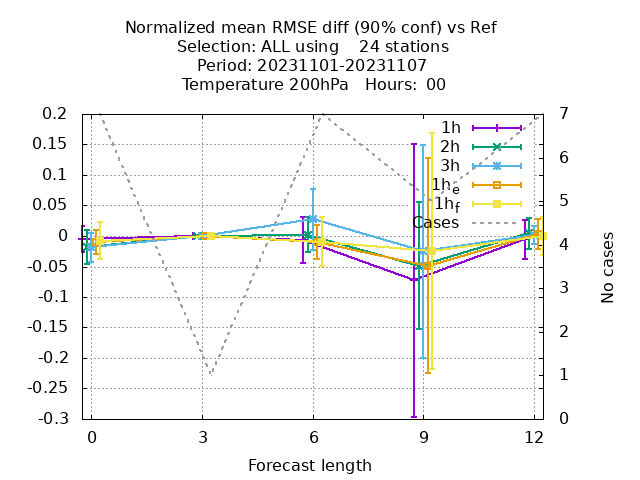 Normalized mean RMSE diff (90% conf) vs Ref
Selection: ALL using    24 stations
Period: 20231101-20231107
Temperature 200hPa   Hours:  00
0.2
0.15
0.1
0.05
0
-0.05
-0.1
-0.15
-0.2
-0.25
-0.3
7
6
5
4
3
2
1
0
No cases
1h
2h
3h
1he
1hf
Cases
0
3
6
9
12
Forecast length